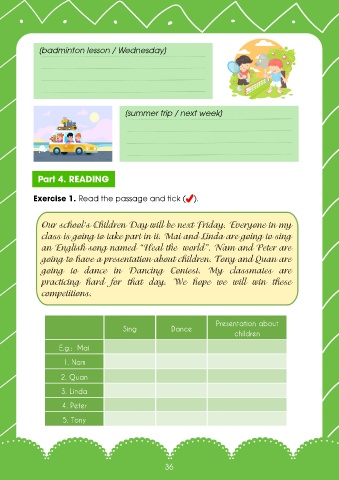 (badminton lesson / Wednesday)
(summer trip / next week)
Part 4. READING
Exercise 1. Read the passage and tick (✓).
Our school's Children Day will be next Friday. Everyone in my
class is going to take part in it. Mai and Linda are going to sing
an English song named "Heal the world". Nam and Peter are
going to have a presentation about children. Tony and Quan are
going to dance in Dancing Contest. My classmates are
practicing hard for that day. We hope we will win these
competitions.
Sing Dance Presentation about
children
E.g.: Mai
1. Nam
2. Quan
3. Linda
4. Peter
5. Tony
36